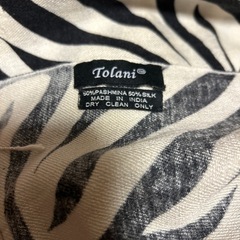 Tolani®
50%PASHMINA 50%SILK
MADE IN INDIA
DRY CLEAN ONLY